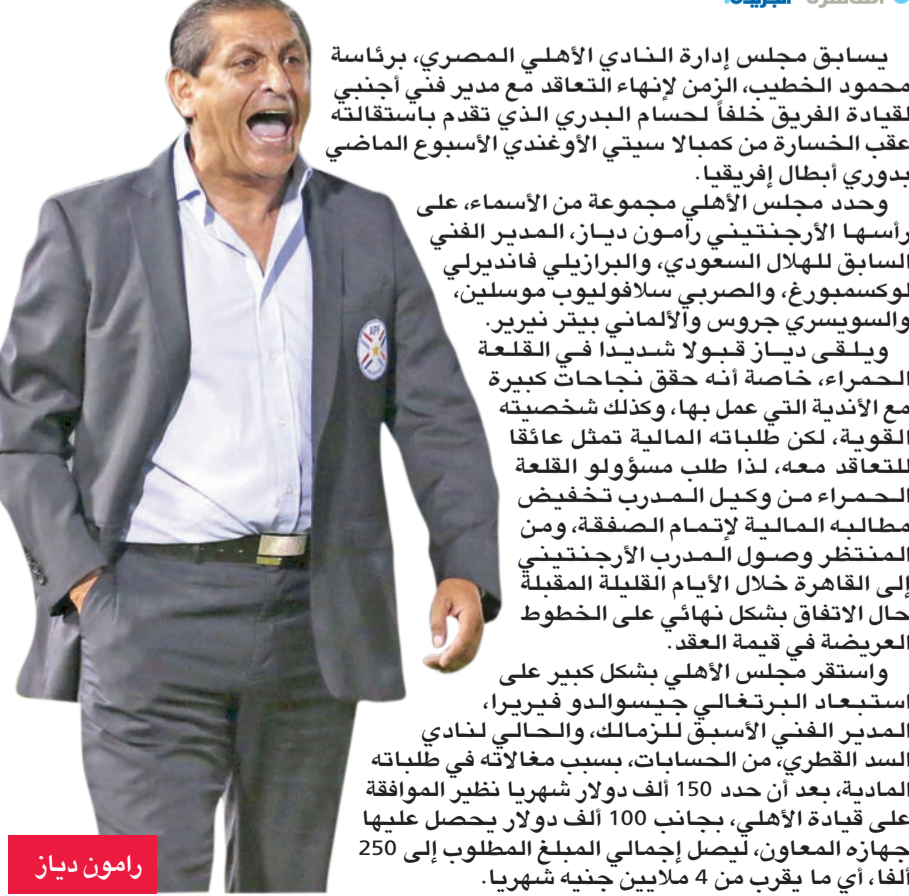 القاهرة - الجريدة.
يسابق مجلس إدارة النادي الأهلي المصري، برئاسة
محمود الخطيب، الزمن لإنهاء التعاقد مع مدير فني أجنبي
لقيادة الفريق خلفاً لحسام البدري الذي تقدم باستقالته
عقب الخسارة من كمبالا سيتي الأوغندي الأسبوع الماضي
بدوري أبطال إفريقيا.
وحدد مجلس الأهلي مجموعة من الأسماء، على
رأسها الأرجنتيني رامون دياز، المدير الفني
السابق للهلال السعودي، والبرازيلي فانديرلي
لوكسمبورغ، والصربي سلافوليوب موسلين،
والسويسري جروس والألماني بيتر نيرير.
ويلقى دياز قبولا شديدا في القلعة
الحمراء، خاصة أنه حقق نجاحات كبيرة
مع الأندية التي عمل بها، وكذلك شخصيته
القوية، لكن طلباته المالية تمثل عائقا
للتعاقد معه، لذا طلب مسؤولو القلعة
الحمراء من وكيل المدرب تخفيض
مطالبه المالية لإتمام الصفقة، ومن
المنتظر وصول المدرب الأرجنتيني
إلى القاهرة خلال الأيام القليلة المقبلة
حال الاتفاق بشكل نهائي على الخطوط
العريضة في قيمة العقد.
واستقر مجلس الأهلي بشكل كبير على
استبعاد البرتغالي جيسوالدو فيريرا،
المدير الفني الأسبق للزمالك، والحالي لنادي
السد القطري، من الحسابات، بسبب مغالاته في طلباته
المادية، بعد أن حدد 150 ألف دولار شهريا نظير الموافقة
على قيادة الأهلي، بجانب 100 ألف دولار يحصل عليها
جهازه المعاون، ليصل إجمالي المبلغ المطلوب إلى 250
ألفا، أي ما يقرب من 4 ملايين جنيه شهريا.
APF
رامون دياز